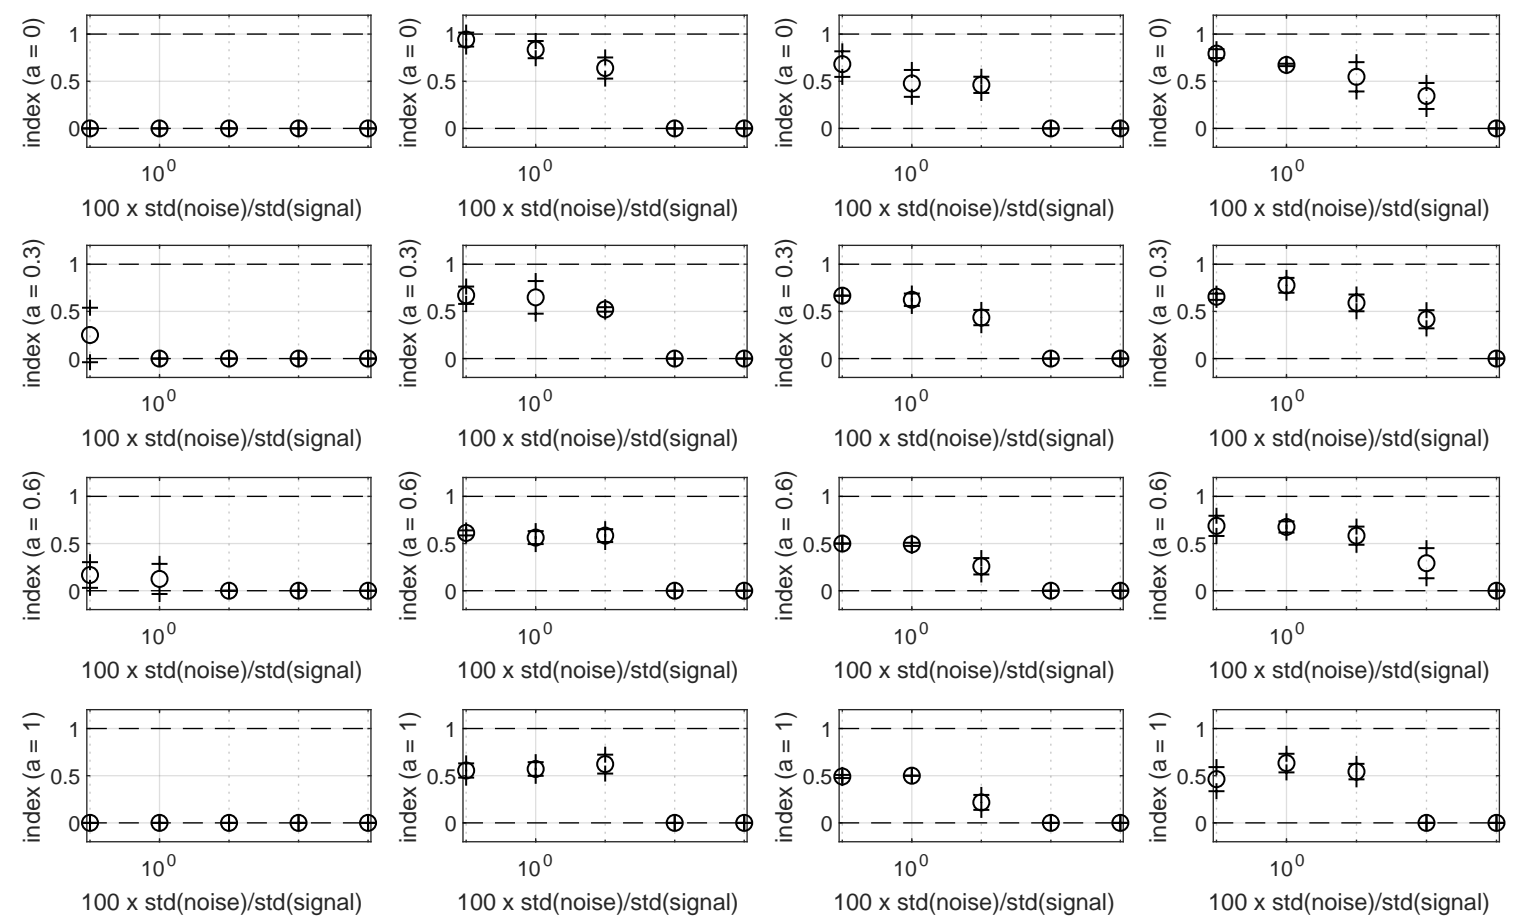 index (a = 0) 1 0.5 0 index (a = 0) 1 0.5 0 index (a = 0) 1 0.5 0 index (a = 0) 1 0.5 0
10^0 10^0 10^0 10^0
100 x std(noise)/std(signal) 100 x std(noise)/std(signal) 100 x std(noise)/std(signal) 100 x std(noise)/std(signal)
index (a = 0.3) 1 0.5 0 index (a = 0.3) 1 0.5 0 index (a = 0.3) 1 0.5 0 index (a = 0.3) 1 0.5 0
10^0 10^0 10^0 10^0
100 x std(noise)/std(signal) 100 x std(noise)/std(signal) 100 x std(noise)/std(signal) 100 x std(noise)/std(signal)
index (a = 0.6) 1 0.5 0 index (a = 0.6) 1 0.5 0 index (a = 0.6) 1 0.5 0 index (a = 0.6) 1 0.5 0
10^0 10^0 10^0 10^0
100 x std(noise)/std(signal) 100 x std(noise)/std(signal) 100 x std(noise)/std(signal) 100 x std(noise)/std(signal)
index (a = 1) 1 0.5 0 index (a = 1) 1 0.5 0 index (a = 1) 1 0.5 0 index (a = 1) 1 0.5 0
10^0 10^0 10^0 10^0
100 x std(noise)/std(signal) 100 x std(noise)/std(signal) 100 x std(noise)/std(signal) 100 x std(noise)/std(signal)